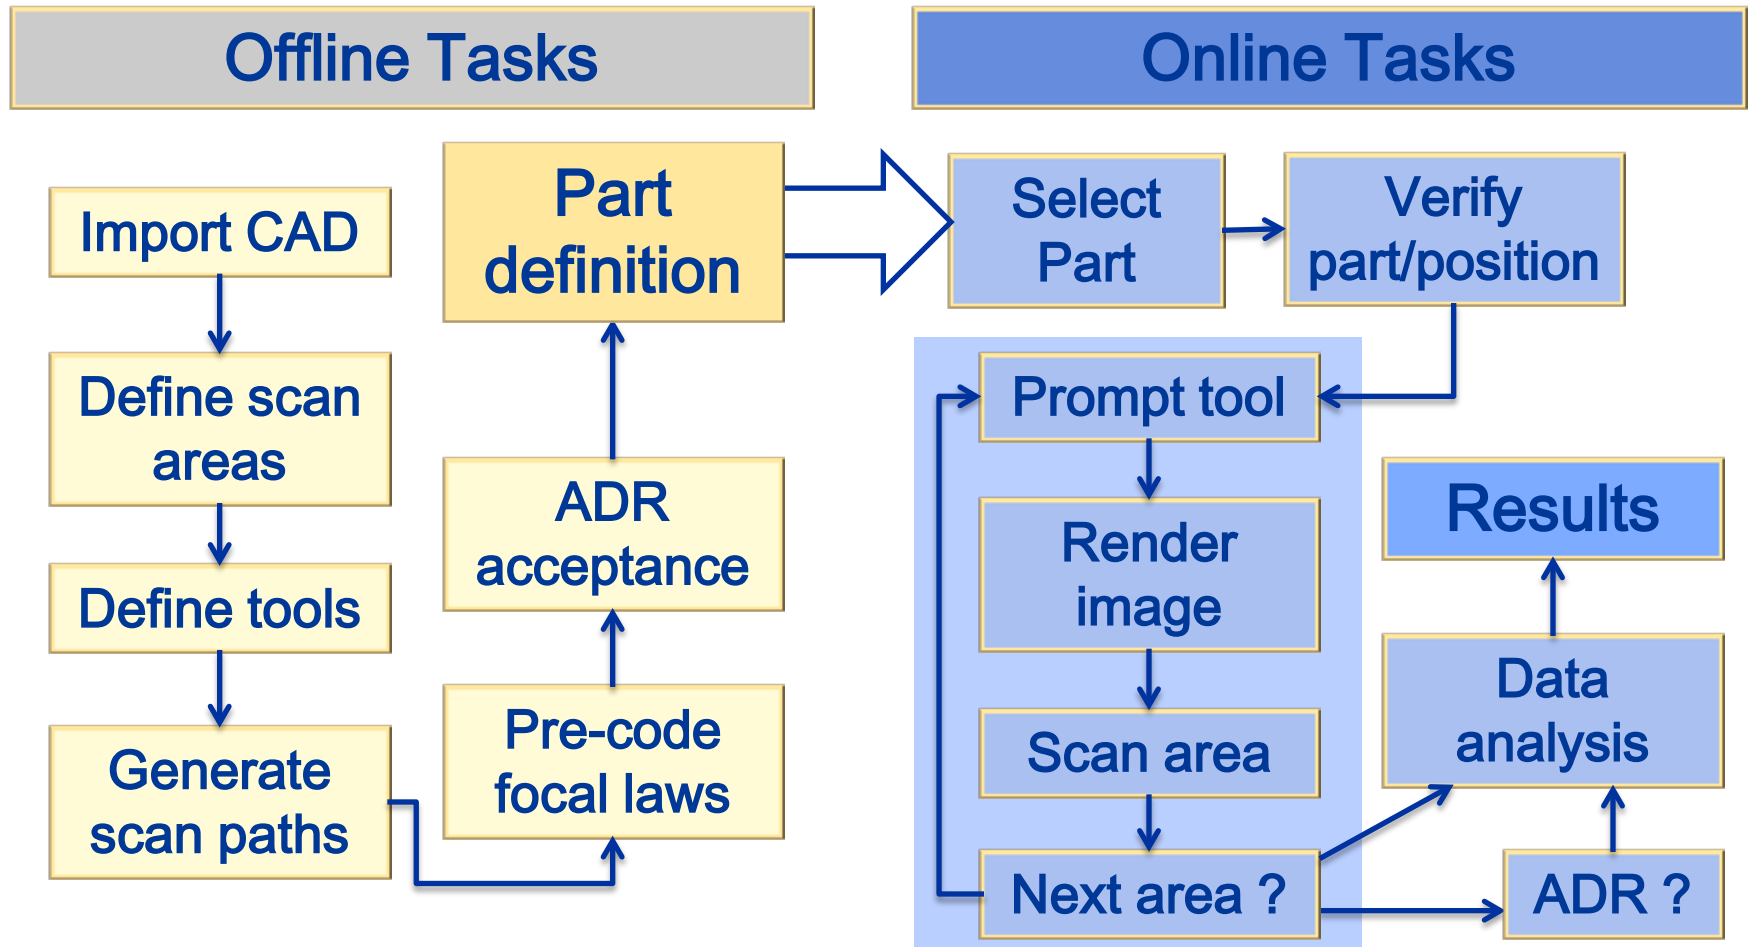 Offline Tasks
Import CAD
Define scan
areas
Define tools
Generate
scan paths
Pre-code
focal laws
ADR
acceptance
Part
definition
Online Tasks
Select
Part
Verify
part/position
Prompt tool
Render
image
Scan area
Next area ?
ADR ?
Data
analysis
Results